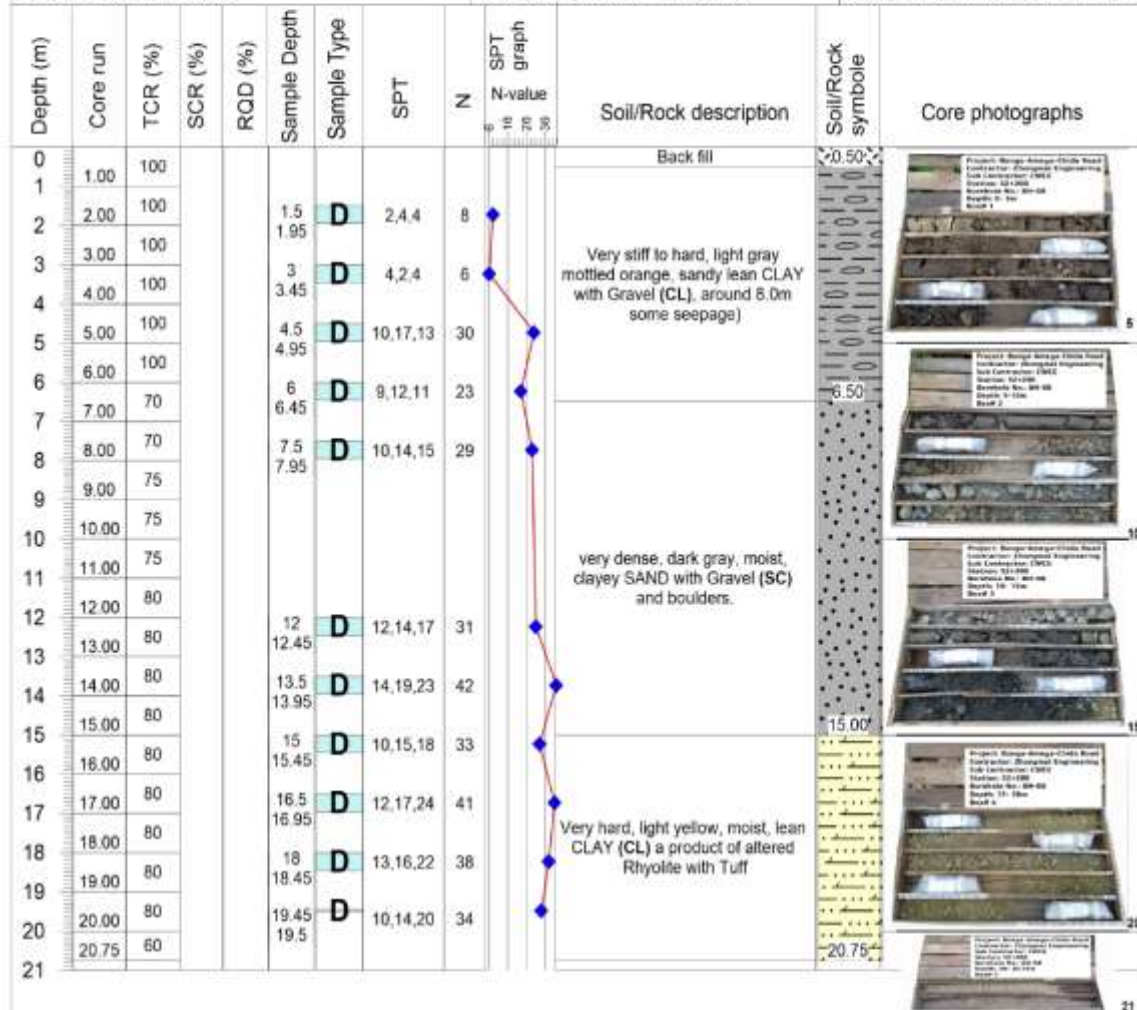 Depth (m)
Core run
TCR (%)
SCR (%)
RQD (%)
Sample Depth
Sample Type
SPT
N
SPT graph
N-value
6 16 26 36
Soil/Rock description
Soil/Rock symbole
Core photographs
0
1
2
3
4
5
6
7
8
9
10
11
12
13
14
15
16
17
18
19
20
21
1.00 100
2.00 100
3.00 100
4.00 100
5.00 100
6.00 100
7.00 70
8.00 70
9.00 75
10.00 75
11.00 75
12.00 80
13.00 80
14.00 80
15.00 80
16.00 80
17.00 80
18.00 80
19.00 80
20.00 80
20.75 60
1.5
1.95 D 2,4,4 8
3
3.45 D 4,2,4 6
4.5
4.95 D 10,17,13 30
6
6.45 D 9,12,11 23
7.5
7.95 D 10,14,15 29
12
12.45 D 12,14,17 31
13.5
13.95 D 14,19,23 42
15
15.45 D 10,15,18 33
16.5
16.95 D 12,17,24 41
18
18.45 D 13,16,22 38
19.45
19.5 D 10,14,20 34
Back fill
0.50
Very stiff to hard, light gray
mottled orange, sandy lean CLAY
with Gravel (CL), around 8.0m
some seepage)
6.50
very dense, dark gray, moist,
clayey SAND with Gravel (SC)
and boulders.
15.00
Very hard, light yellow, moist, lean
CLAY (CL) a product of altered
Rhyolite with Tuff
20.75
5
10
21